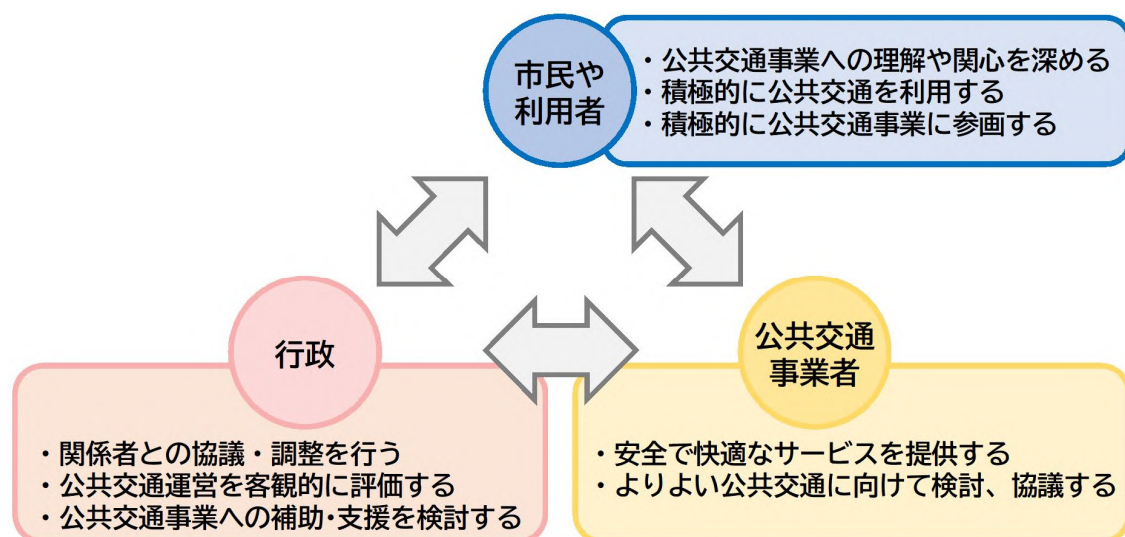 市民や
利用者
・公共交通事業への理解や関心を深める
・積極的に公共交通を利用する
・積極的に公共交通事業に参画する
行政
・関係者との協議・調整を行う
・公共交通運営を客観的に評価する
・公共交通事業への補助・支援を検討する
公共交通
事業者
・安全で快適なサービスを提供する
・よりよい公共交通に向けて検討、協議する